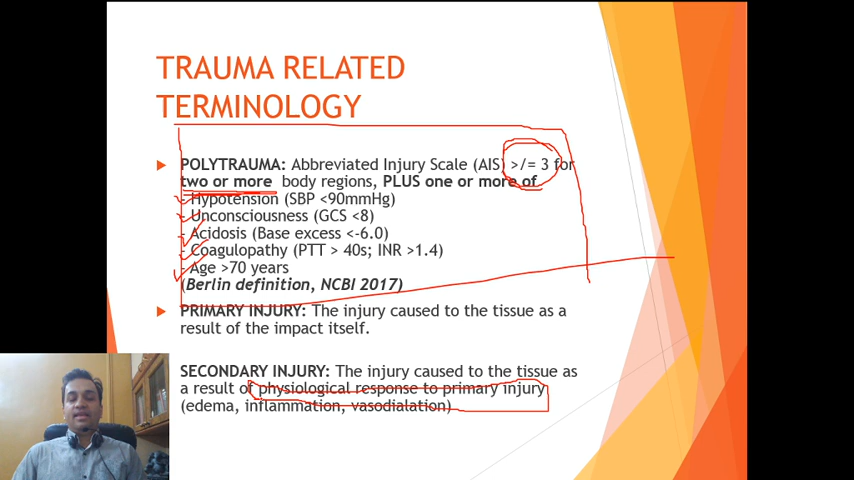 TRAUMA RELATED
TERMINOLOGY
POLYTRAUMA: Abbreviated Injury Scale (AIS) >/= 3 for
two or more body regions, PLUS one or more of
- Hypotension (SBP <90mmHg)
- Unconsciousness (GCS <8)
- Acidosis (Base excess <-6.0)
- Coagulopathy (PTT > 40s; INR >1.4)
- Age >70 years
(Berlin definition, NCBI 2017)
PRIMARY INJURY: The injury caused to the tissue as a
result of the impact itself.
SECONDARY INJURY: The injury caused to the tissue as
a result of physiological response to primary injury
(edema, inflammation, vasodialation)